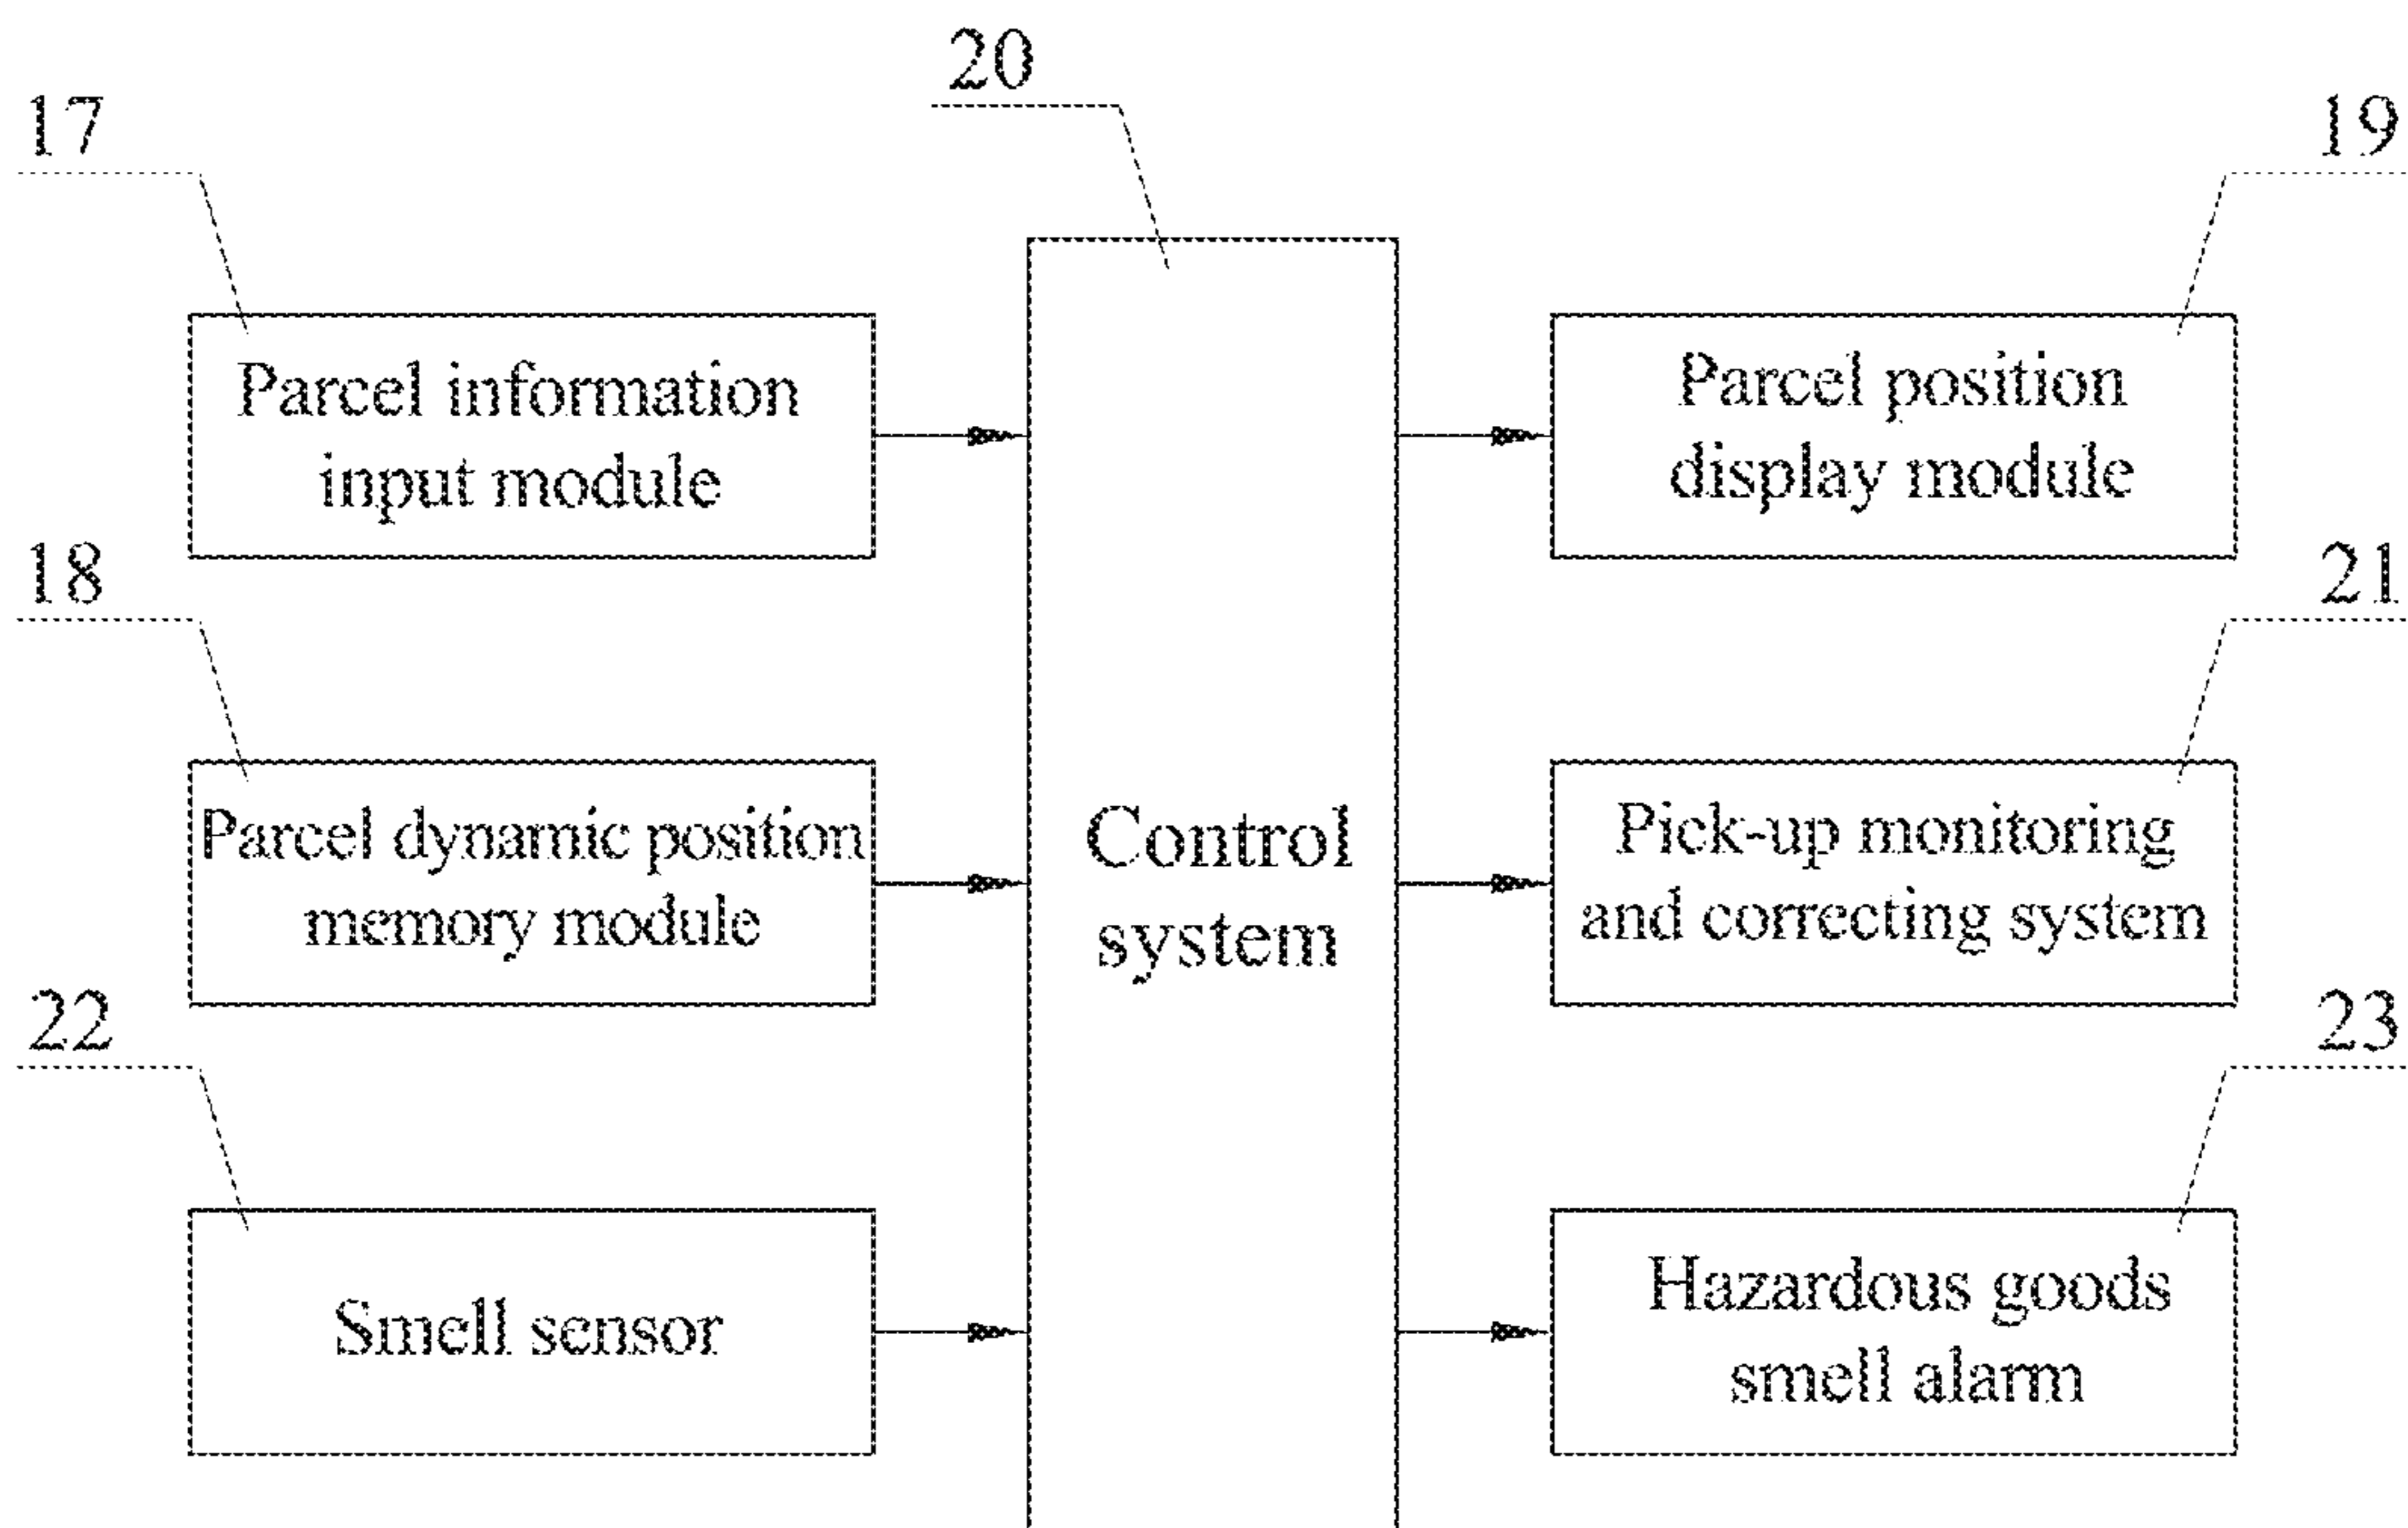 20
17
19
Parcel information
input module
Parcel position
display module
18
21
Parcel dynamic position
memory module
Control
system
Pick-up monitoring
and correcting system
22
23
Smell sensor
Hazardous goods
smell alarm